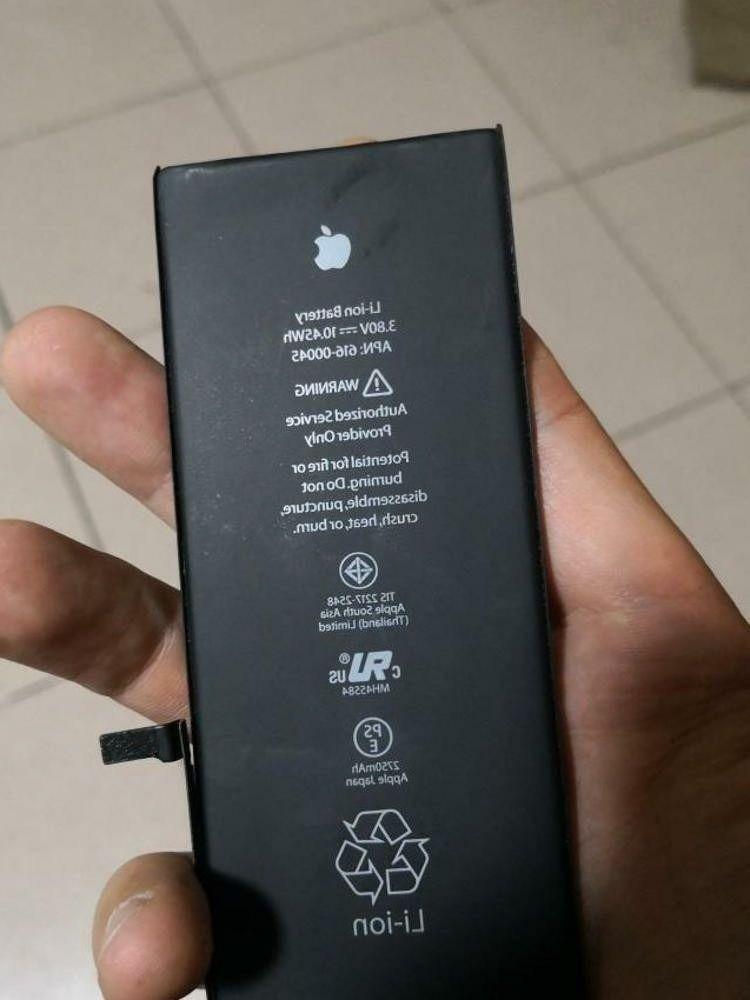 Li-ion Battery
3.80V ⎓ 10.45Wh
APN: 616-00045
WARNING
Authorized Service
Provider Only
Potential for fire or
burning. Do not
disassemble, puncture,
crush, heat, or burn.
TIS 2217-2548
Apple South Asia
(Thailand) Limited
c RU® US
MH45584
PS
E
2750mAh
Apple Japan
Li-ion